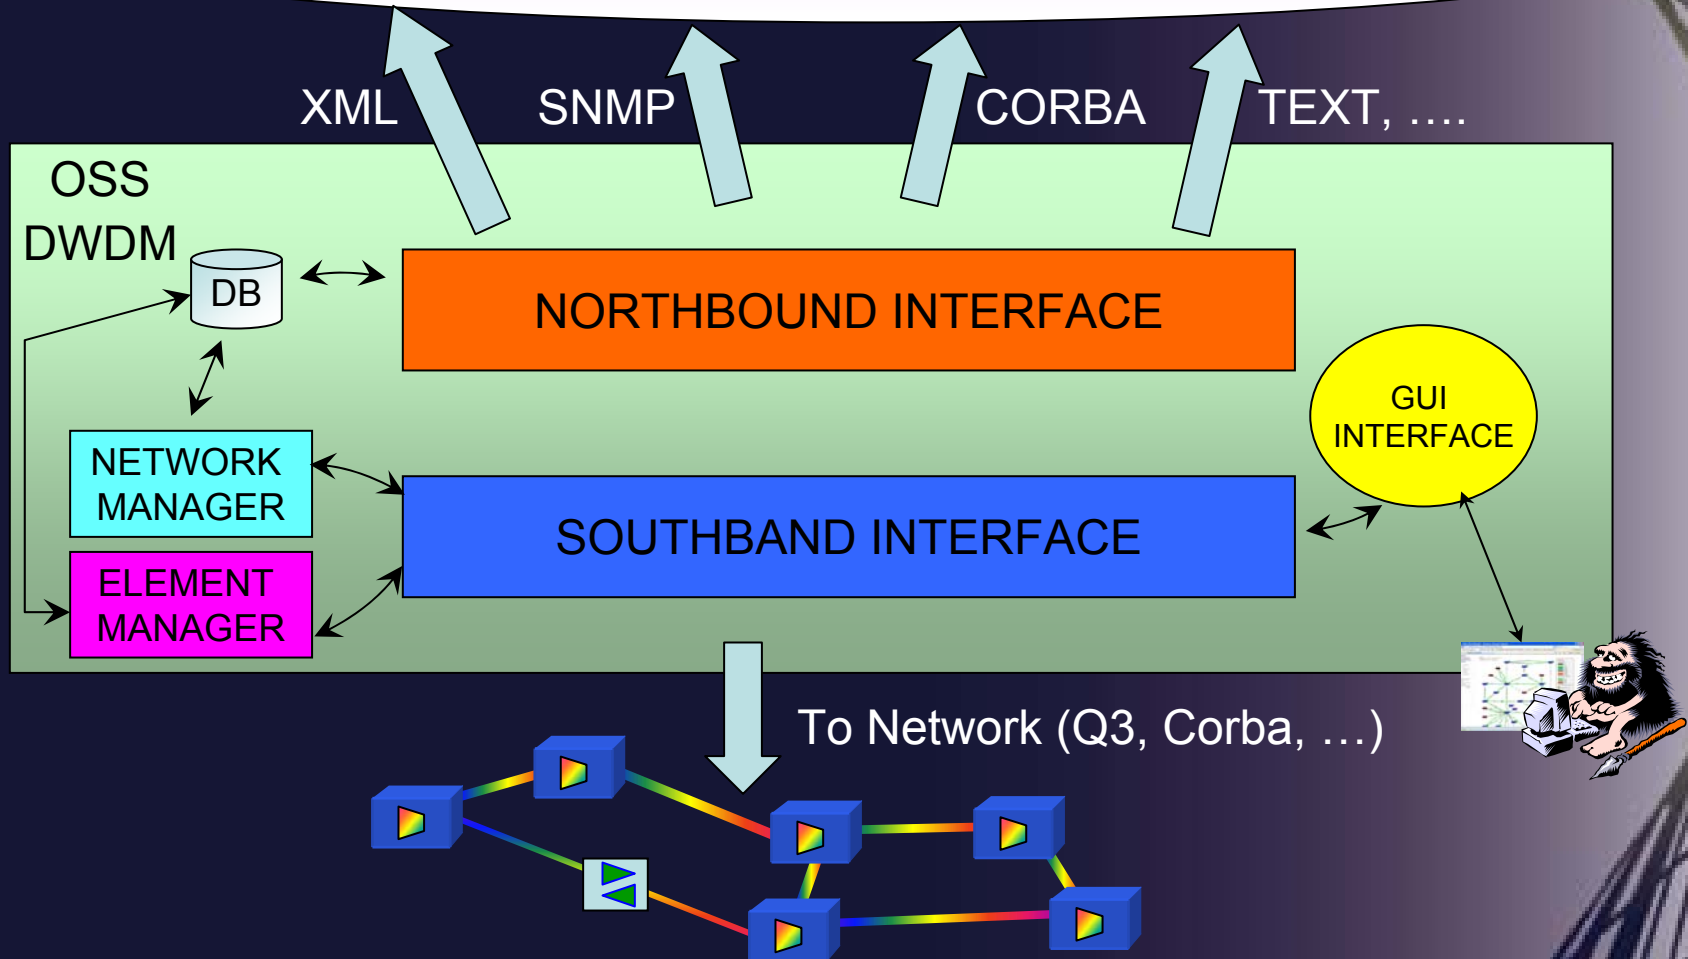 XML
SNMP
CORBA
TEXT, ….
OSS
DWDM
DB
NORTHBOUND INTERFACE
GUI
INTERFACE
NETWORK
MANAGER
SOUTHBAND INTERFACE
ELEMENT
MANAGER
To Network (Q3, Corba, …)